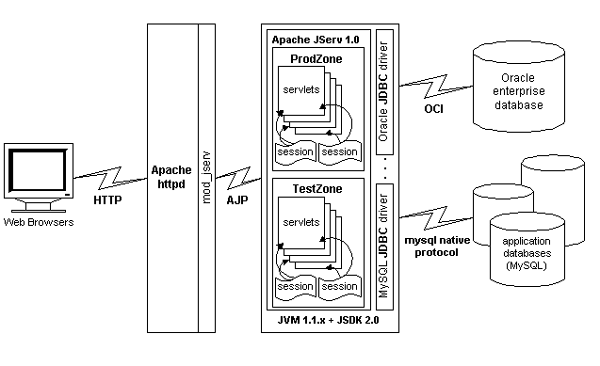 Web Browsers
HTTP
Apache
httpd
mod_jserv
AJP
Apache JServ 1.0
ProdZone
servlets
session
session
TestZone
servlets
session
session
Oracle JDBC driver
. . . .
MySQL JDBC driver
JVM 1.1.x + JSDK 2.0
OCI
Oracle
enterprise
database
mysql native
protocol
application
databases
(MySQL)